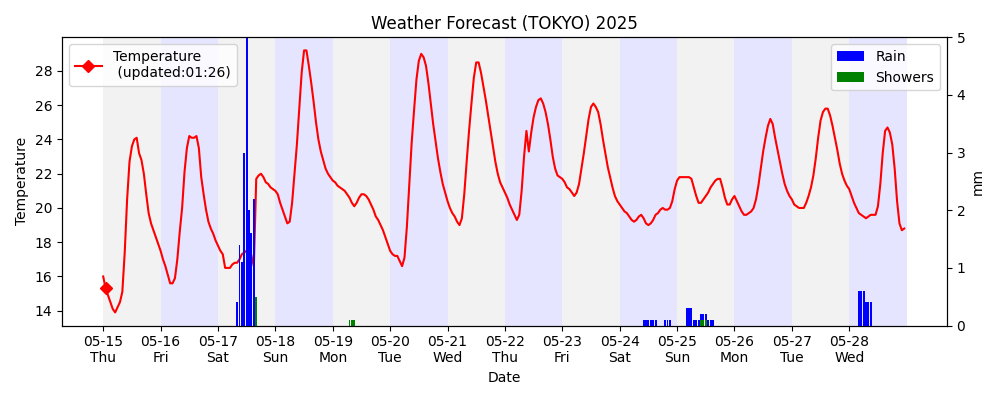 Weather Forecast (TOKYO) 2025
Temperature
(updated:01:26)
Rain
Showers
Temperature
28
26
24
22
20
18
16
14
5
4
3
2
1
0
mm
05-15 05-16 05-17 05-18 05-19 05-20 05-21 05-22 05-23 05-24 05-25 05-26 05-27 05-28
Thu Fri Sat Sun Mon Tue Wed Thu Fri Sat Sun Mon Tue Wed
Date